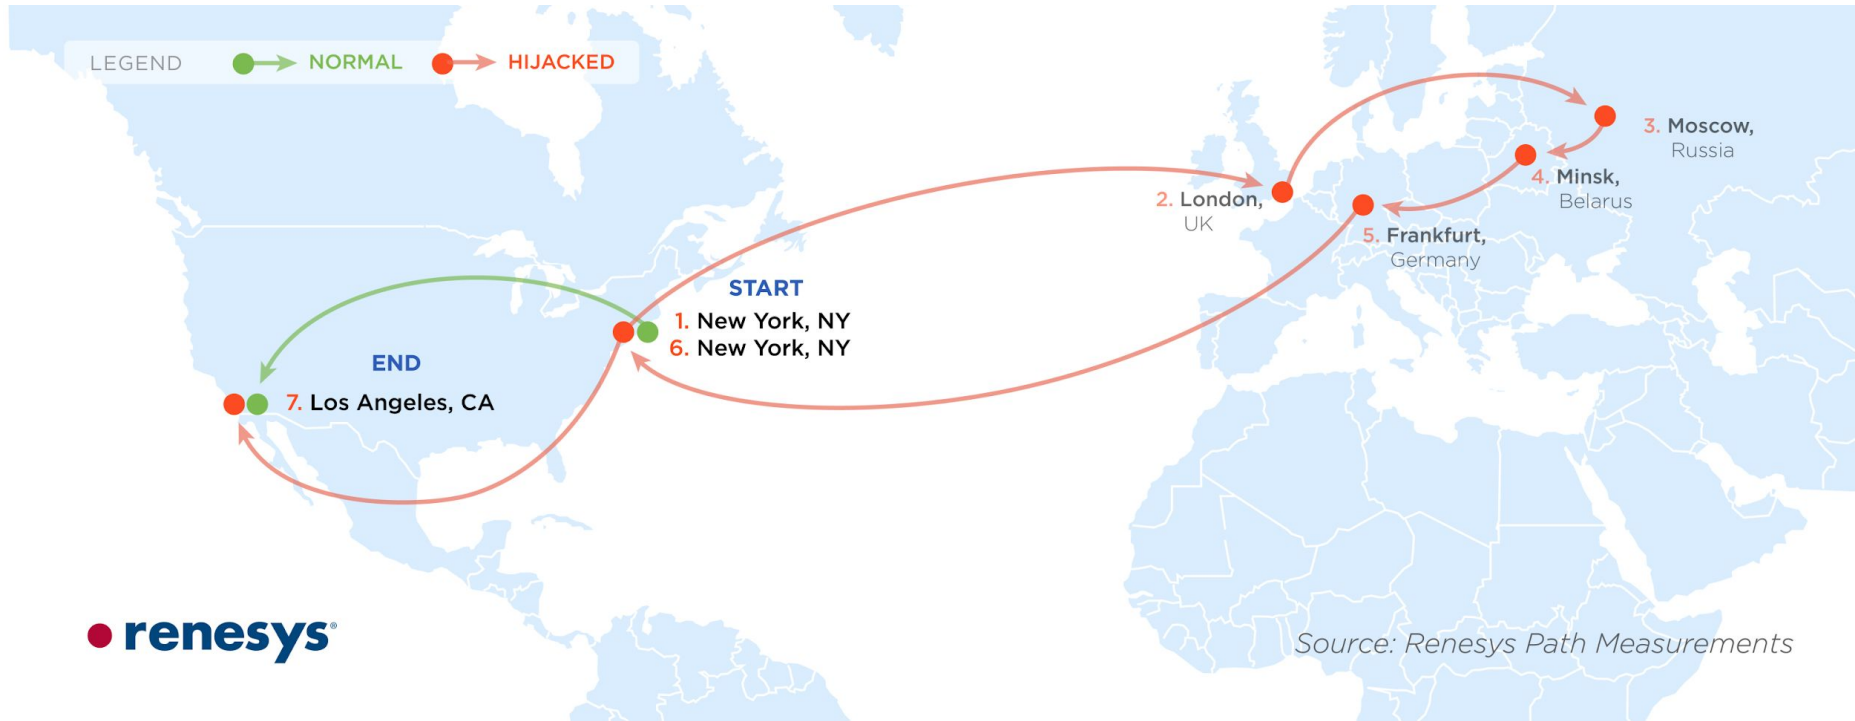 LEGEND NORMAL HIJACKED
START
1. New York, NY
6. New York, NY
END
7. Los Angeles, CA
2. London,
UK
3. Moscow,
Russia
4. Minsk,
Belarus
5. Frankfurt,
Germany
renesys®
Source: Renesys Path Measurements